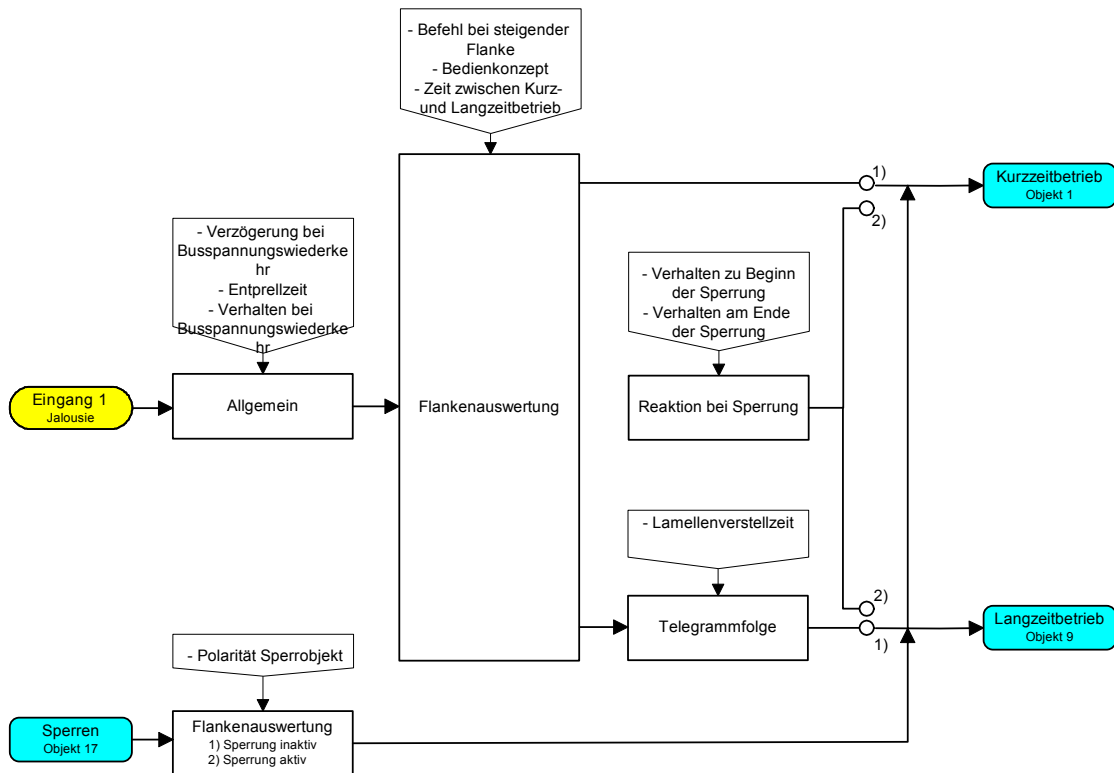 - Befehl bei steigender
Flanke
- Bedienkonzept
- Zeit zwischen Kurz-
und Langzeitbetrieb
1)
Kurzzeitbetrieb
Objekt 1
2)
- Verzögerung bei
Busspannungswiederke
hr
- Entprellzeit
- Verhalten bei
Busspannungswiederke
hr
- Verhalten zu Beginn
der Sperrung
- Verhalten am Ende
der Sperrung
Eingang 1
Jalousie
Allgemein
Flankenauswertung
Reaktion bei Sperrung
- Lamellenverstellzeit
2)
Telegrammfolge
1)
Langzeitbetrieb
Objekt 9
- Polarität Sperrobjekt
Sperren
Objekt 17
Flankenauswertung
1) Sperrung inaktiv
2) Sperrung aktiv